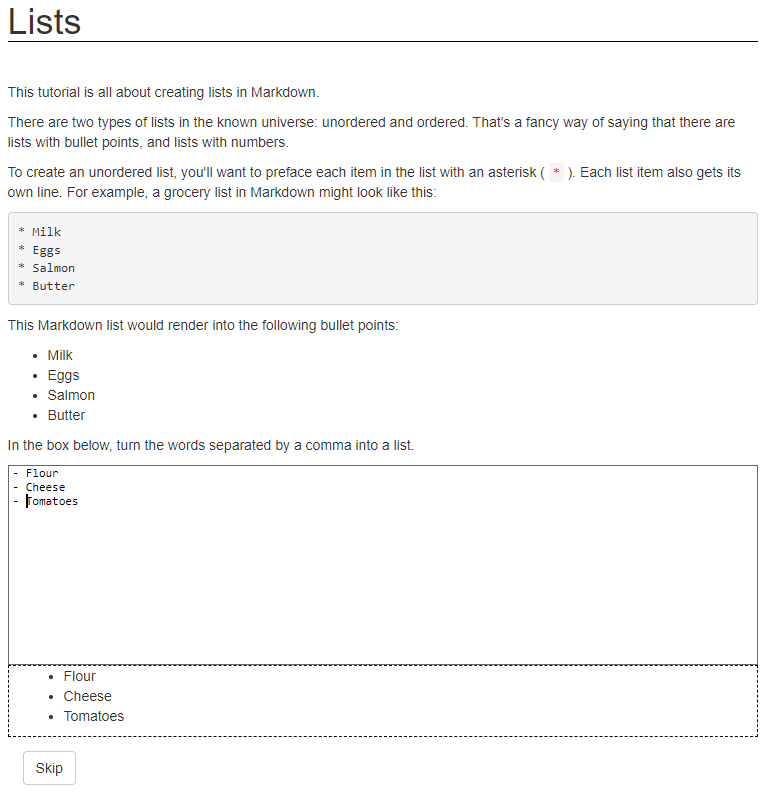 Lists
This tutorial is all about creating lists in Markdown.
There are two types of lists in the known universe: unordered and ordered. That's a fancy way of saying that there are
lists with bullet points, and lists with numbers.
To create an unordered list, you'll want to preface each item in the list with an asterisk ( * ). Each list item also gets its
own line. For example, a grocery list in Markdown might look like this:
* Milk
* Eggs
* Salmon
* Butter
This Markdown list would render into the following bullet points:
• Milk
• Eggs
• Salmon
• Butter
In the box below, turn the words separated by a comma into a list.
- Flour
- Cheese
- Tomatoes
• Flour
• Cheese
• Tomatoes
Skip